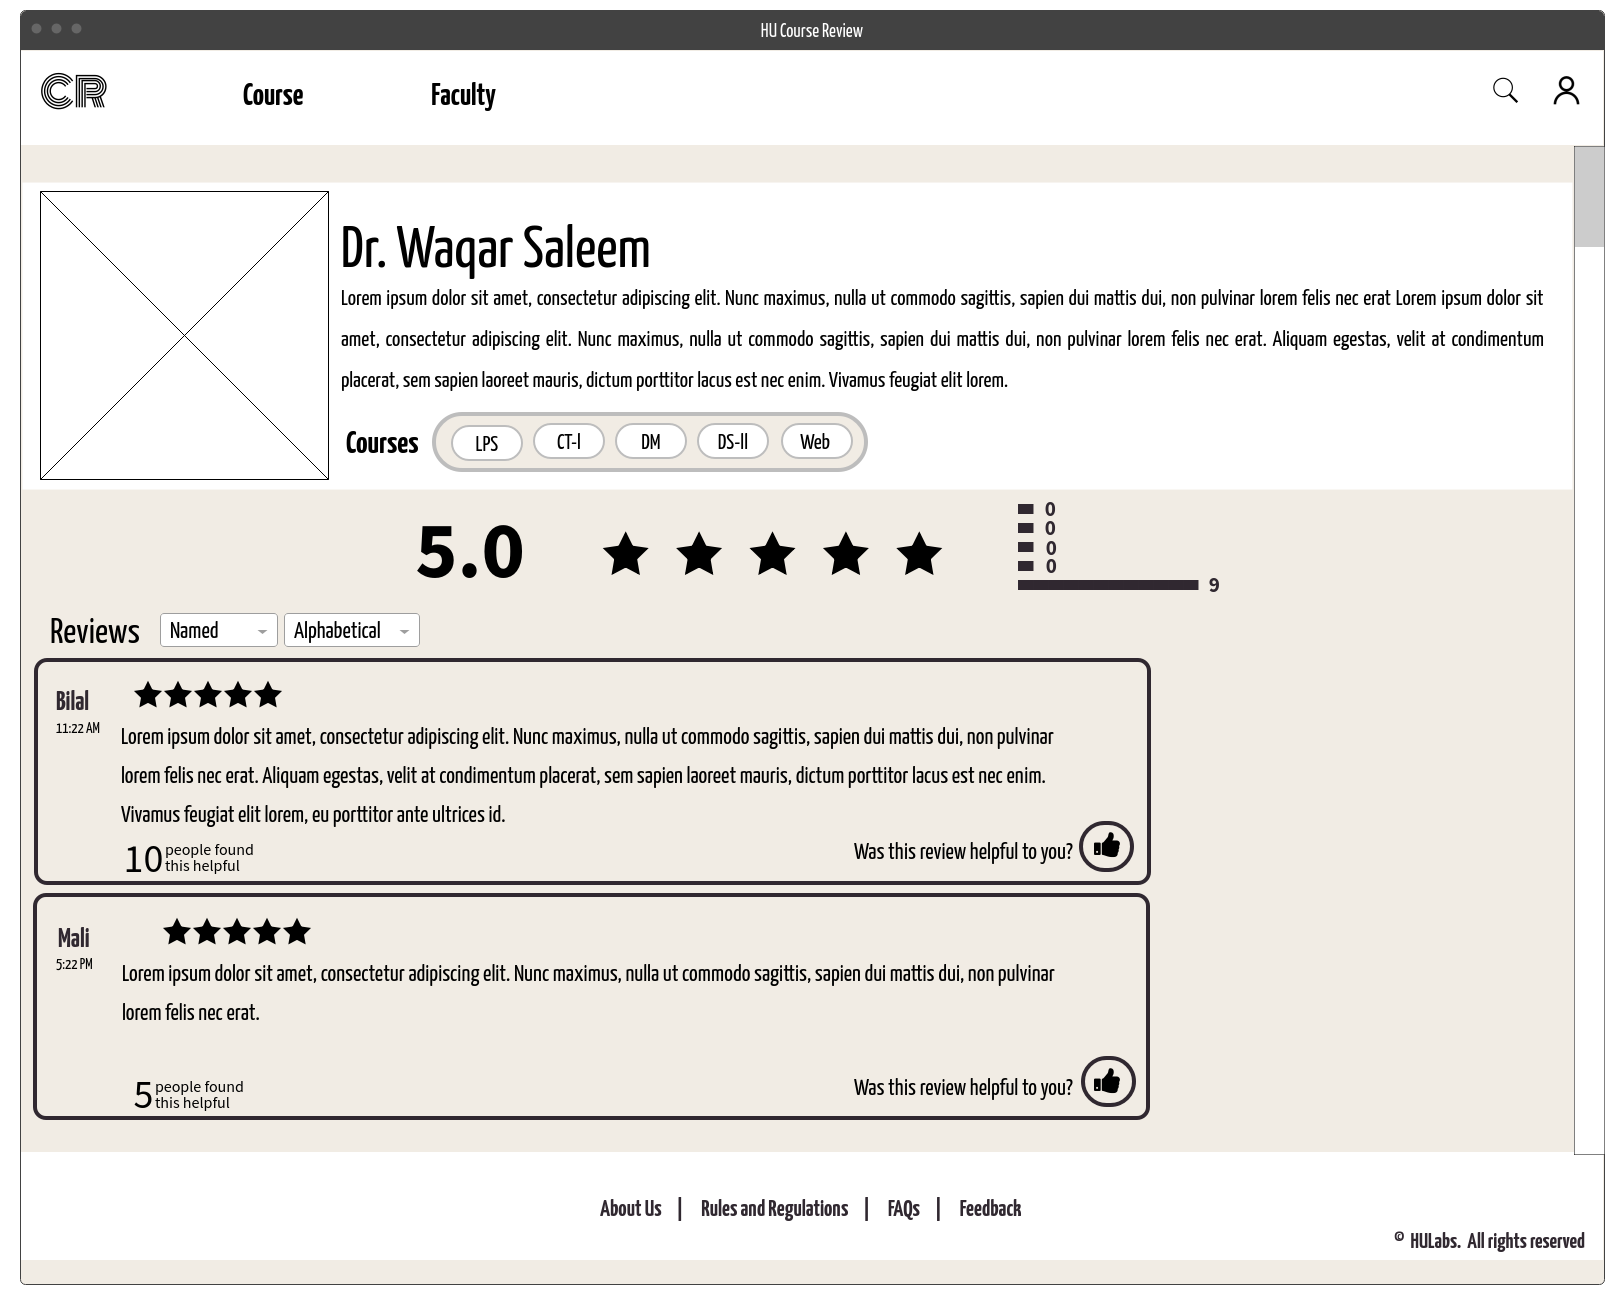 HU Course Review
CR
Course
Faculty
Dr. Waqar Saleem
Lorem ipsum dolor sit amet, consectetur adipiscing elit. Nunc maximus, nulla ut commodo sagittis, sapien dui mattis dui, non pulvinar lorem felis nec erat Lorem ipsum dolor sit
amet, consectetur adipiscing elit. Nunc maximus, nulla ut commodo sagittis, sapien dui mattis dui, non pulvinar lorem felis nec erat. Aliquam egestas, velit at condimentum
placerat, sem sapien laoreet mauris, dictum porttitor lacus est nec enim. Vivamus feugiat elit lorem.
Courses
LPS
CT-I
DM
DS-II
Web
5.0
0
0
0
0
9
Reviews
Named
Alphabetical
Bilal
11:22 AM
Lorem ipsum dolor sit amet, consectetur adipiscing elit. Nunc maximus, nulla ut commodo sagittis, sapien dui mattis dui, non pulvinar
lorem felis nec erat. Aliquam egestas, velit at condimentum placerat, sem sapien laoreet mauris, dictum porttitor lacus est nec enim.
Vivamus feugiat elit lorem, eu porttitor ante ultrices id.
10 people found
this helpful
Was this review helpful to you?
Mali
5:22 PM
Lorem ipsum dolor sit amet, consectetur adipiscing elit. Nunc maximus, nulla ut commodo sagittis, sapien dui mattis dui, non pulvinar
lorem felis nec erat.
5 people found
this helpful
Was this review helpful to you?
About Us | Rules and Regulations | FAQs | Feedback
© HULabs. All rights reserved